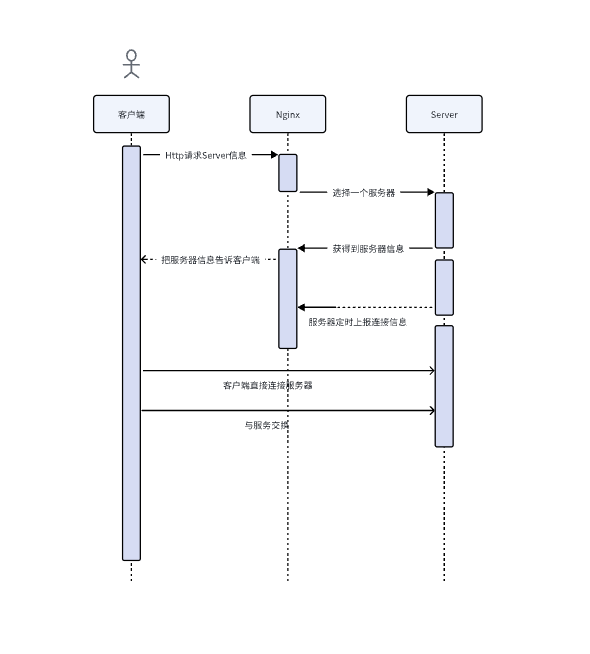 客户端
Nginx
Server
Http请求Server信息
选择一个服务器
获得到服务器信息
把服务器信息告诉客户端
服务器定时上报连接信息
客户端直接连接服务器
与服务交换